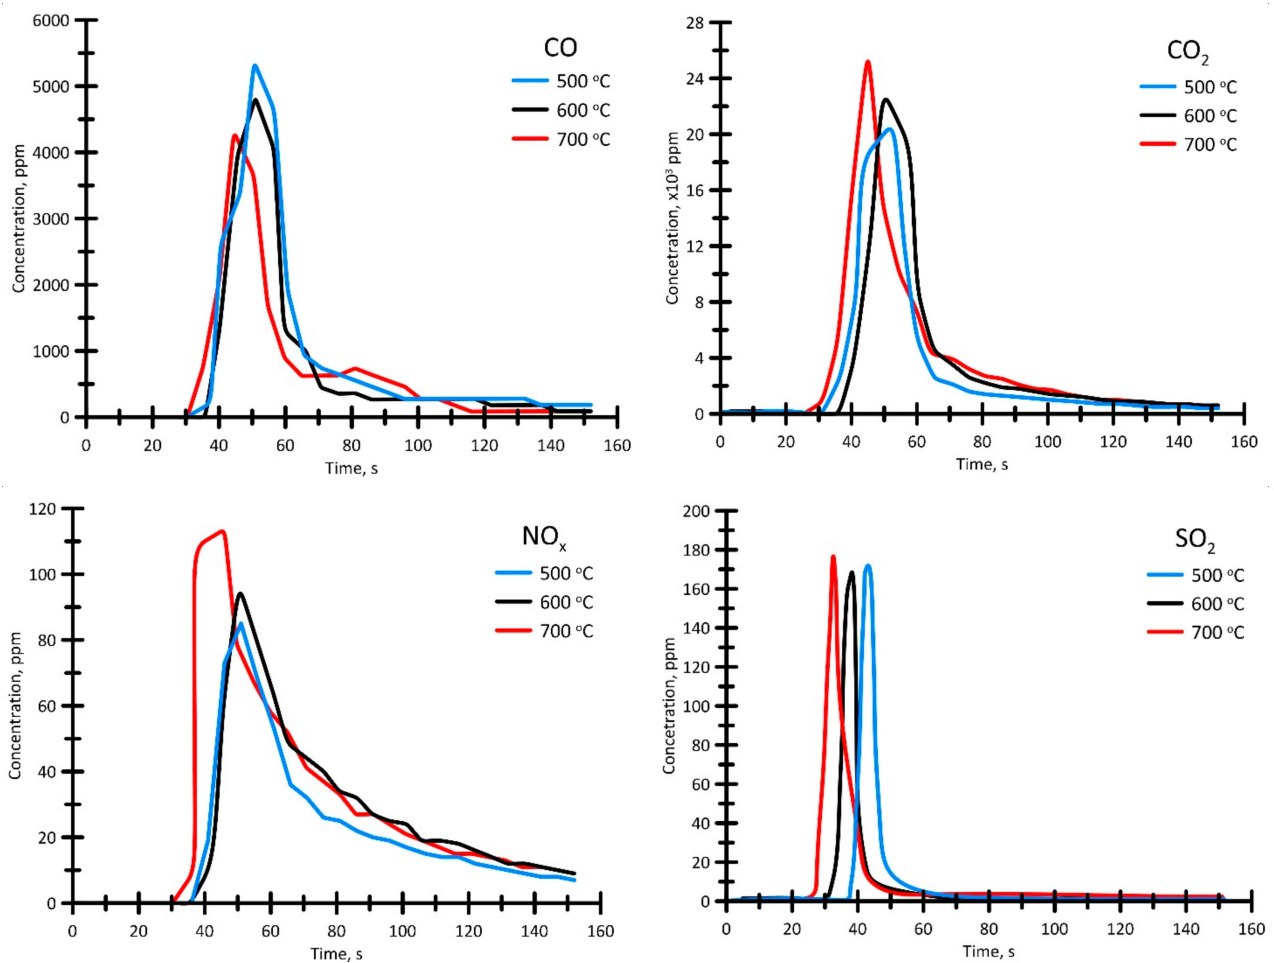 CO
500 °C
600 °C
700 °C
Concentration, ppm
6000
5000
4000
3000
2000
1000
0
0 20 40 60 80 100 120 140 160
Time, s
CO₂
500 °C
600 °C
700 °C
Concetration, x10³ ppm
28
24
20
16
12
8
4
0
0 20 40 60 80 100 120 140 160
Time, s
NOₓ
500 °C
600 °C
700 °C
Concentration, ppm
120
100
80
60
40
20
0
0 20 40 60 80 100 120 140 160
Time, s
SO₂
500 °C
600 °C
700 °C
Concetration, ppm
200
180
160
140
120
100
80
60
40
20
0
0 20 40 60 80 100 120 140 160
Time, s